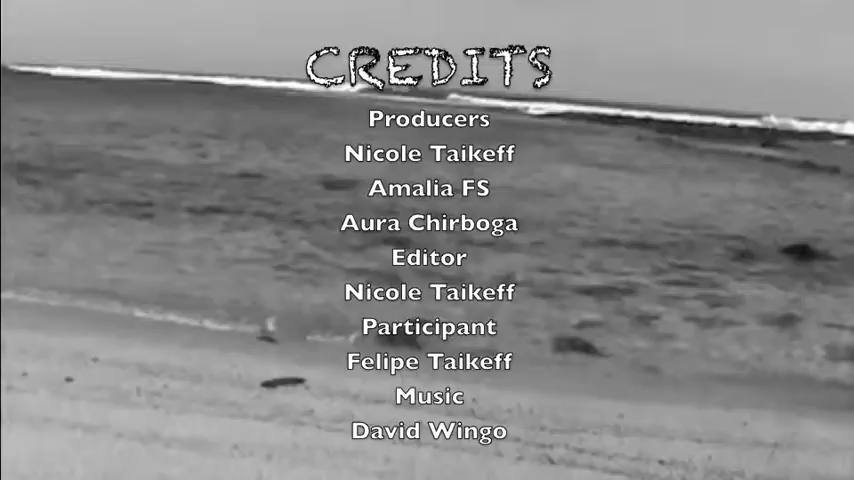 CREDITS
Producers
Nicole Taikeff
Amalia FS
Aura Chirboga
Editor
Nicole Taikeff
Participant
Felipe Taikeff
Music
David Wingo